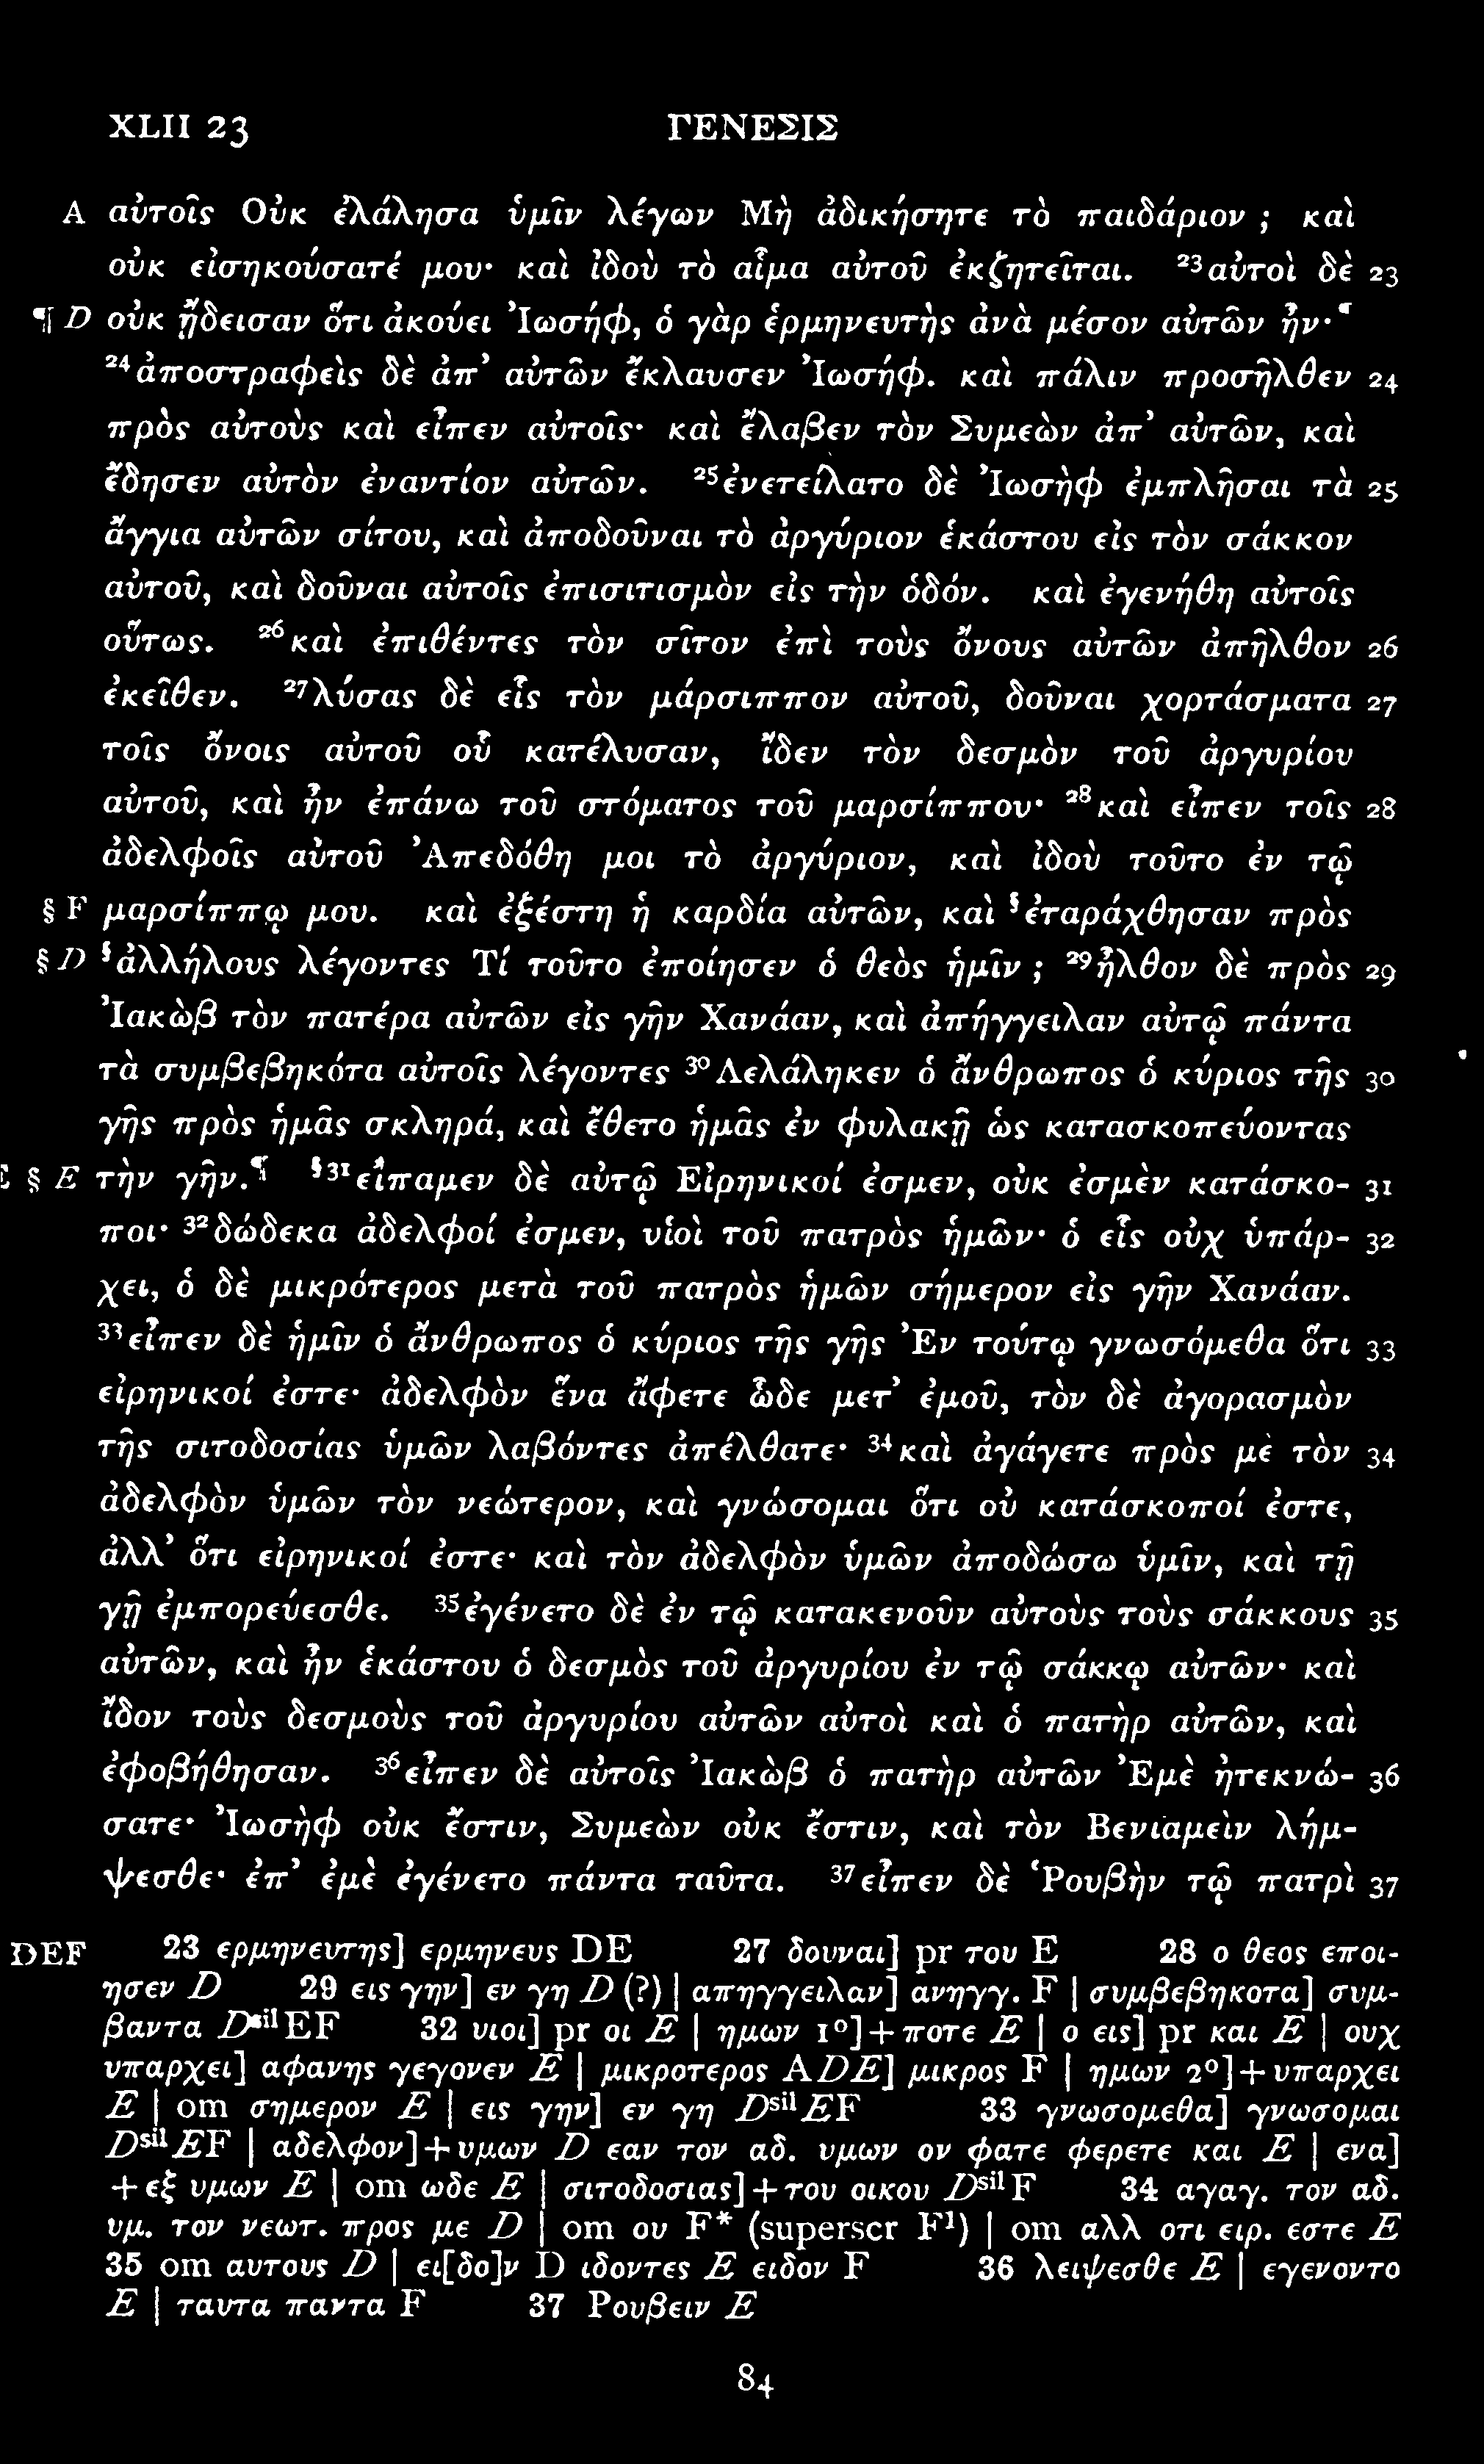 XLII 23 ΓΕΝΕΣΙΣ
A αὐτοῖς Οὐκ ἐλάλησα ὑμῖν λέγων Μὴ ἀδικήσητε τὸ παιδάριον ; καὶ
οὐκ εἰσηκούσατέ μου· καὶ ἰδοὺ τὸ αἷμα αὐτοῦ ἐκζητεῖται. ²³αὐτοὶ δὲ 23
¶ D οὐκ ᾔδεισαν ὅτι ἀκούει Ἰωσήφ, ὁ γὰρ ἑρμηνευτὴς ἀνὰ μέσον αὐτῶν ἦν·¶
²⁴ἀποστραφεὶς δὲ ἀπ’ αὐτῶν ἔκλαυσεν Ἰωσήφ. καὶ πάλιν προσῆλθεν 24
πρὸς αὐτοὺς καὶ εἶπεν αὐτοῖς· καὶ ἔλαβεν τὸν Συμεὼν ἀπ’ αὐτῶν, καὶ
ἔδησεν αὐτὸν ἐναντίον αὐτῶν. ²⁵ἐνετείλατο δὲ Ἰωσὴφ ἐμπλῆσαι τὰ 25
ἄγγια αὐτῶν σίτου, καὶ ἀποδοῦναι τὸ ἀργύριον ἑκάστου εἰς τὸν σάκκον
αὐτοῦ, καὶ δοῦναι αὐτοῖς ἐπισιτισμὸν εἰς τὴν ὁδόν. καὶ ἐγενήθη αὐτοῖς
οὕτως. ²⁶καὶ ἐπιθέντες τὸν σῖτον ἐπὶ τοὺς ὄνους αὐτῶν ἀπῆλθον 26
ἐκεῖθεν. ²⁷λύσας δὲ εἷς τὸν μάρσιππον αὐτοῦ, δοῦναι χορτάσματα 27
τοῖς ὄνοις αὐτοῦ οὗ κατέλυσαν, ἴδεν τὸν δεσμὸν τοῦ ἀργυρίου
αὐτοῦ, καὶ ἦν ἐπάνω τοῦ στόματος τοῦ μαρσίππου· ²⁸καὶ εἶπεν τοῖς 28
ἀδελφοῖς αὐτοῦ Ἀπεδόθη μοι τὸ ἀργύριον, καὶ ἰδοὺ τοῦτο ἐν τῷ
§ F μαρσίππῳ μου. καὶ ἐξέστη ἡ καρδία αὐτῶν, καὶ §ἐταράχθησαν πρὸς
§ D §ἀλλήλους λέγοντες Τί τοῦτο ἐποίησεν ὁ θεὸς ἡμῖν ; ²⁹ἦλθον δὲ πρὸς 29
Ἰακὼβ τὸν πατέρα αὐτῶν εἰς γῆν Χανάαν, καὶ ἀπήγγειλαν αὐτῷ πάντα
τὰ συμβεβηκότα αὐτοῖς λέγοντες ³⁰Λελάληκεν ὁ ἄνθρωπος ὁ κύριος τῆς 30
γῆς πρὸς ἡμᾶς σκληρά, καὶ ἔθετο ἡμᾶς ἐν φυλακῇ ὡς κατασκοπεύοντας
§ E τὴν γῆν.¶ §³¹εἴπαμεν δὲ αὐτῷ Εἰρηνικοί ἐσμεν, οὐκ ἐσμὲν κατάσκο- 31
ποι· ³²δώδεκα ἀδελφοί ἐσμεν, υἱοὶ τοῦ πατρὸς ἡμῶν· ὁ εἷς οὐχ ὑπάρ- 32
χει, ὁ δὲ μικρότερος μετὰ τοῦ πατρὸς ἡμῶν σήμερον εἰς γῆν Χανάαν.
³³εἶπεν δὲ ἡμῖν ὁ ἄνθρωπος ὁ κύριος τῆς γῆς Ἐν τούτῳ γνωσόμεθα ὅτι 33
εἰρηνικοί ἐστε· ἀδελφὸν ἕνα ἄφετε ὧδε μετ’ ἐμοῦ, τὸν δὲ ἀγορασμὸν
τῆς σιτοδοσίας ὑμῶν λαβόντες ἀπέλθατε· ³⁴καὶ ἀγάγετε πρὸς μὲ τὸν 34
ἀδελφὸν ὑμῶν τὸν νεώτερον, καὶ γνώσομαι ὅτι οὐ κατάσκοποί ἐστε,
ἀλλ’ ὅτι εἰρηνικοί ἐστε· καὶ τὸν ἀδελφὸν ὑμῶν ἀποδώσω ὑμῖν, καὶ τῇ
γῇ ἐμπορεύεσθε. ³⁵ἐγένετο δὲ ἐν τῷ κατακενοῦν αὐτοὺς τοὺς σάκκους 35
αὐτῶν, καὶ ἦν ἑκάστου ὁ δεσμὸς τοῦ ἀργυρίου ἐν τῷ σάκκῳ αὐτῶν· καὶ
ἴδον τοὺς δεσμοὺς τοῦ ἀργυρίου αὐτῶν αὐτοὶ καὶ ὁ πατὴρ αὐτῶν, καὶ
ἐφοβήθησαν. ³⁶εἶπεν δὲ αὐτοῖς Ἰακὼβ ὁ πατὴρ αὐτῶν Ἐμὲ ἠτεκνώ- 36
σατε· Ἰωσὴφ οὐκ ἔστιν, Συμεὼν οὐκ ἔστιν, καὶ τὸν Βενιαμεὶν λήμ-
ψεσθε· ἐπ’ ἐμὲ ἐγένετο πάντα ταῦτα. ³⁷εἶπεν δὲ Ῥουβὴν τῷ πατρὶ 37
DEF 23 ερμηνευτης] ερμηνευς DE 27 δουναι] pr του E 28 ο θεος εποι-
ησεν D 29 εις γην] εν γη D (?) | απηγγειλαν] ανηγγ. F | συμβεβηκοτα] συμ-
βαντα Dˢⁱˡ EF 32 υιοι] pr οι E | ημων 1°] + ποτε E | ο εις] pr και E | ουχ
υπαρχει] αφανης γεγονεν E | μικροτερος ADE] μικρος F | ημων 2°] + υπαρχει
E | om σημερον E | εις γην] εν γη Dˢⁱˡ EF 33 γνωσομεθα] γνωσομαι
Dˢⁱˡ EF | αδελφον] + υμων D εαν τον αδ. υμων ον φατε φερετε και E | ενα]
+ εξ υμων E | om ωδε E | σιτοδοσιας] + του οικου Dˢⁱˡ F 34 αγαγ. τον αδ.
υμ. τον νεωτ. προς με D | om ου F* (superscr F¹) | om αλλ οτι ειρ. εστε E
35 om αυτους D | ει[δο]ν D ιδοντες E ειδον F 36 λειψεσθε E | εγενοντο
E | ταυτα παντα F 37 Ρουβειν E
84